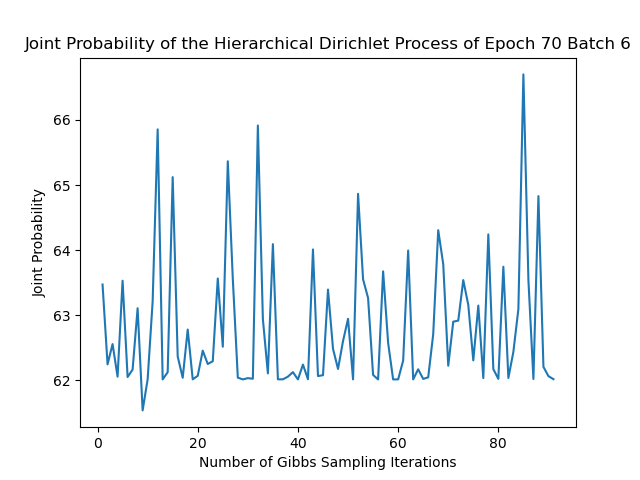 Joint Probability of the Hierarchical Dirichlet Process of Epoch 70 Batch 6
66
65
64
63
62
Joint Probability
0 20 40 60 80
Number of Gibbs Sampling Iterations